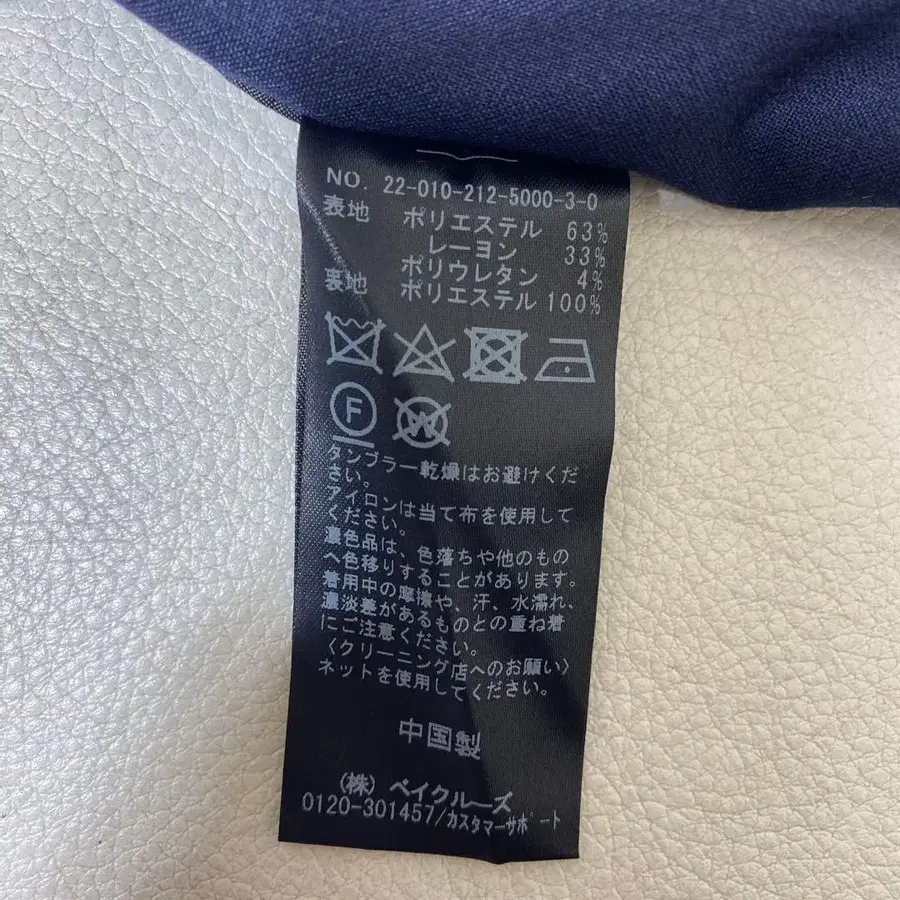 NO. 22-010-212-5000-3-0
表地 ポリエステル 63%
レーヨン 33%
ポリウレタン 4%
裏地 ポリエステル 100%
F W
タンブラー乾燥はお避けくだ
さい。
アイロンは当て布を使用して
ください。
濃色品は、色落ちや他のもの
へ色移りすることがあります。
着用中の摩擦や、汗、水濡れ、
濃淡差があるものとの重ね着
にご注意ください。
〈クリーニング店へのお願い〉
ネットを使用してください。
中国製
(株) ベイクルーズ
0120-301457/カスタマーサポート